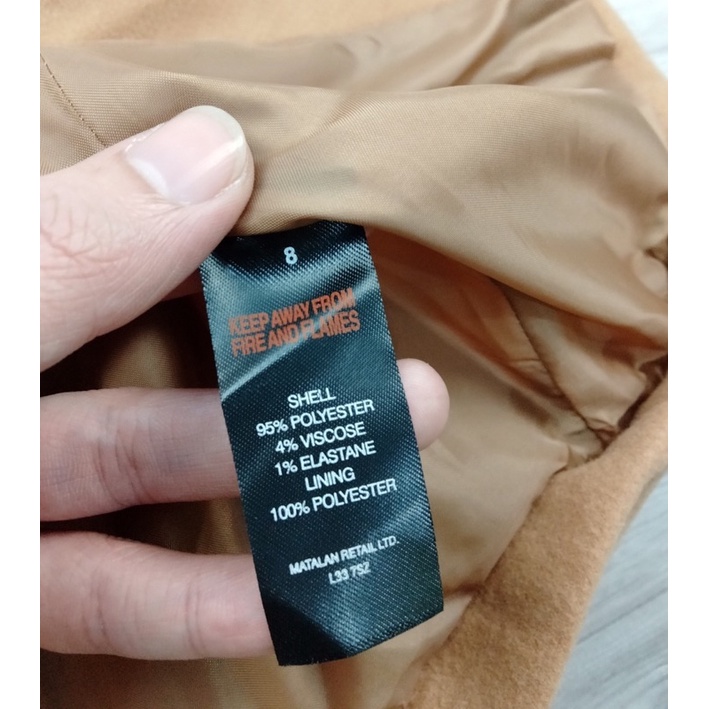 8
KEEP AWAY FROM
FIRE AND FLAMES
SHELL
95% POLYESTER
4% VISCOSE
1% ELASTANE
LINING
100% POLYESTER
MATALAN RETAIL LTD.
L33 7SZ